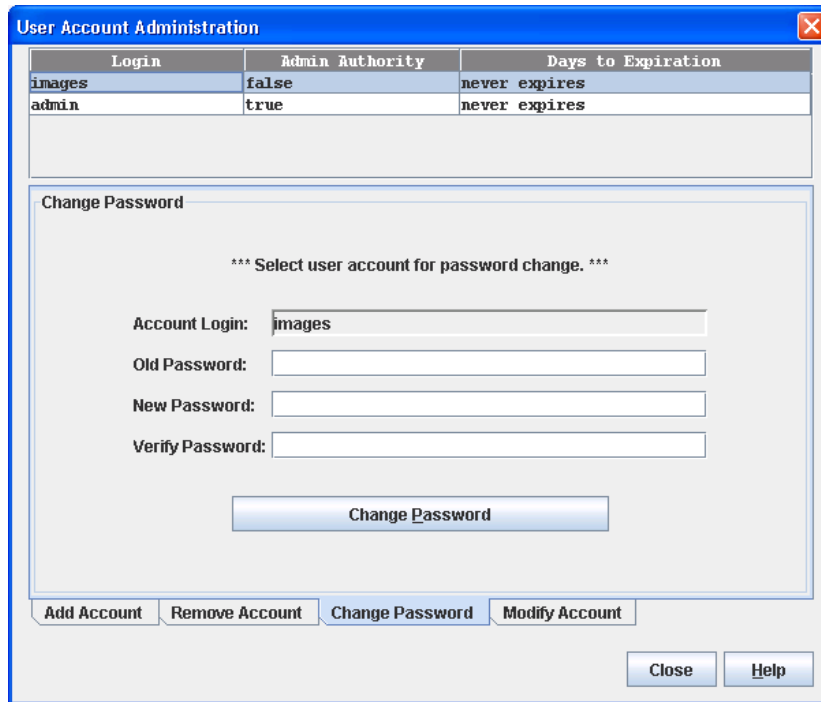 User Account Administration
Login Admin Authority Days to Expiration
images false never expires
admin true never expires
Change Password
*** Select user account for password change. ***
Account Login: images
Old Password:
New Password:
Verify Password:
Change Password
Add Account Remove Account Change Password Modify Account
Close Help